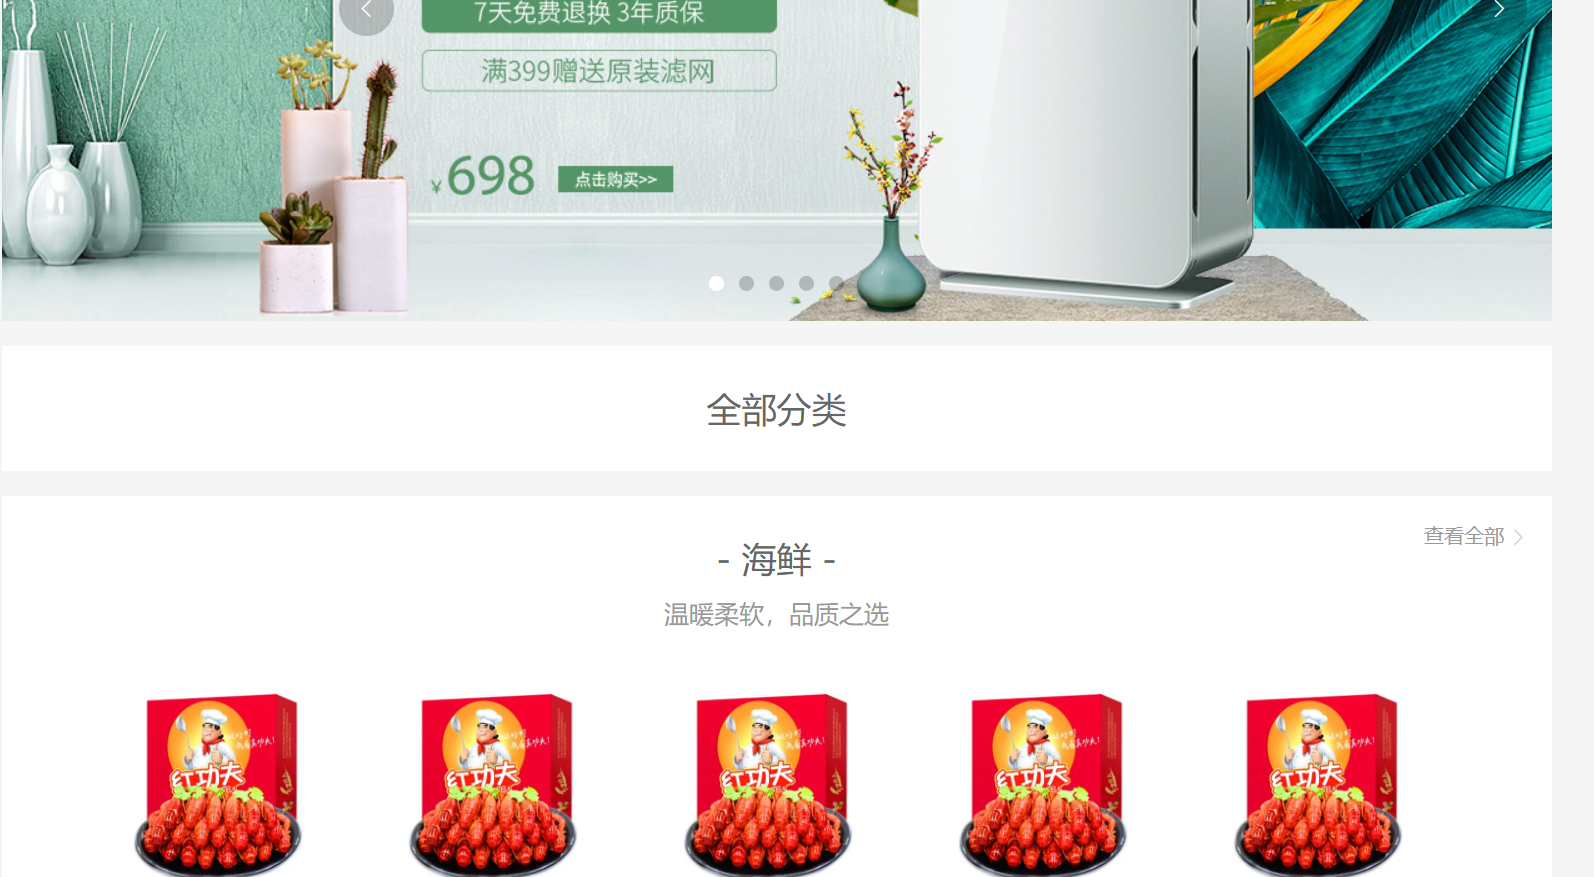 7天免费退换 3年质保
满399赠送原装滤网
¥698 点击购买>>
全部分类
查看全部
- 海鲜 -
温暖柔软，品质之选
红功夫
红功夫
红功夫
红功夫
红功夫